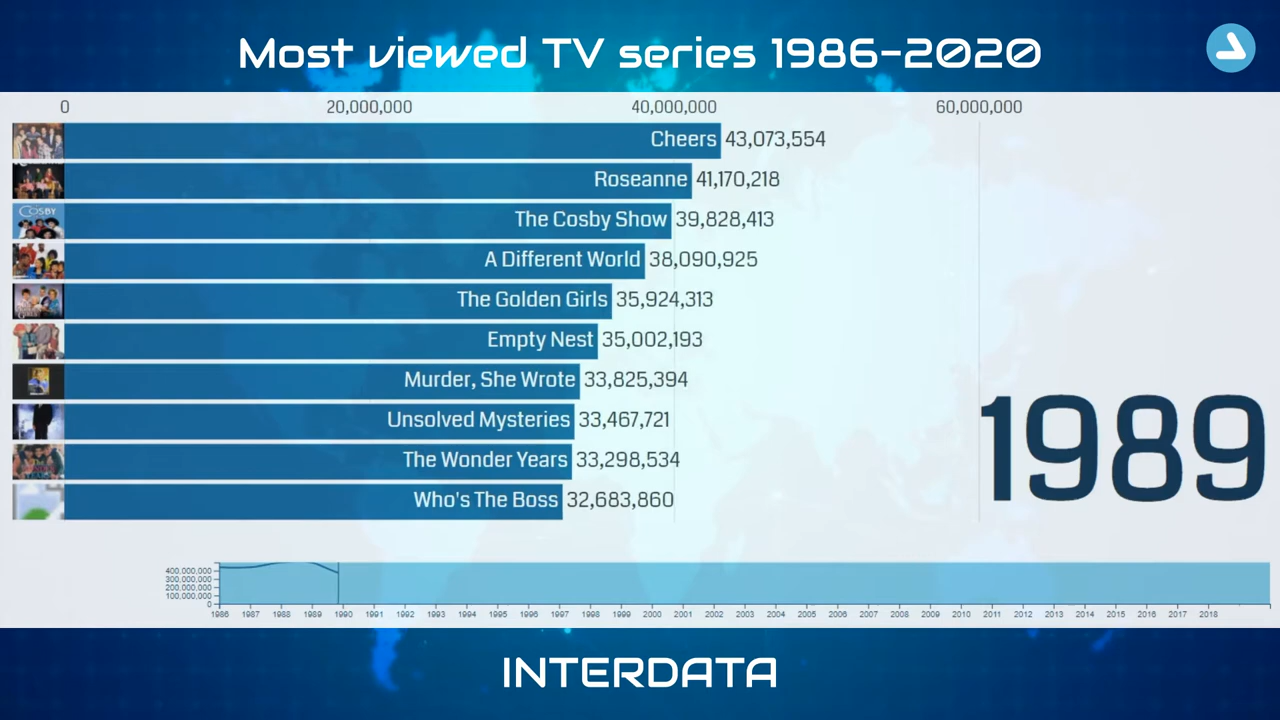 Most viewed TV series 1986-2020
0 20,000,000 40,000,000 60,000,000
Cheers 43,073,554
Roseanne 41,170,218
COSBY The Cosby Show 39,828,413
A Different World 38,090,925
The Golden Girls 35,924,313
Empty Nest 35,002,193
Murder, She Wrote 33,825,394
Unsolved Mysteries 33,467,721
The Wonder Years 33,298,534
Who's The Boss 32,683,860
1989
400,000,000
300,000,000
200,000,000
100,000,000
0
1986 1987 1988 1989 1990 1991 1992 1993 1994 1995 1996 1997 1998 1999 2000 2001 2002 2003 2004 2005 2006 2007 2008 2009 2010 2011 2012 2013 2014 2015 2016 2017 2018
INTERDATA